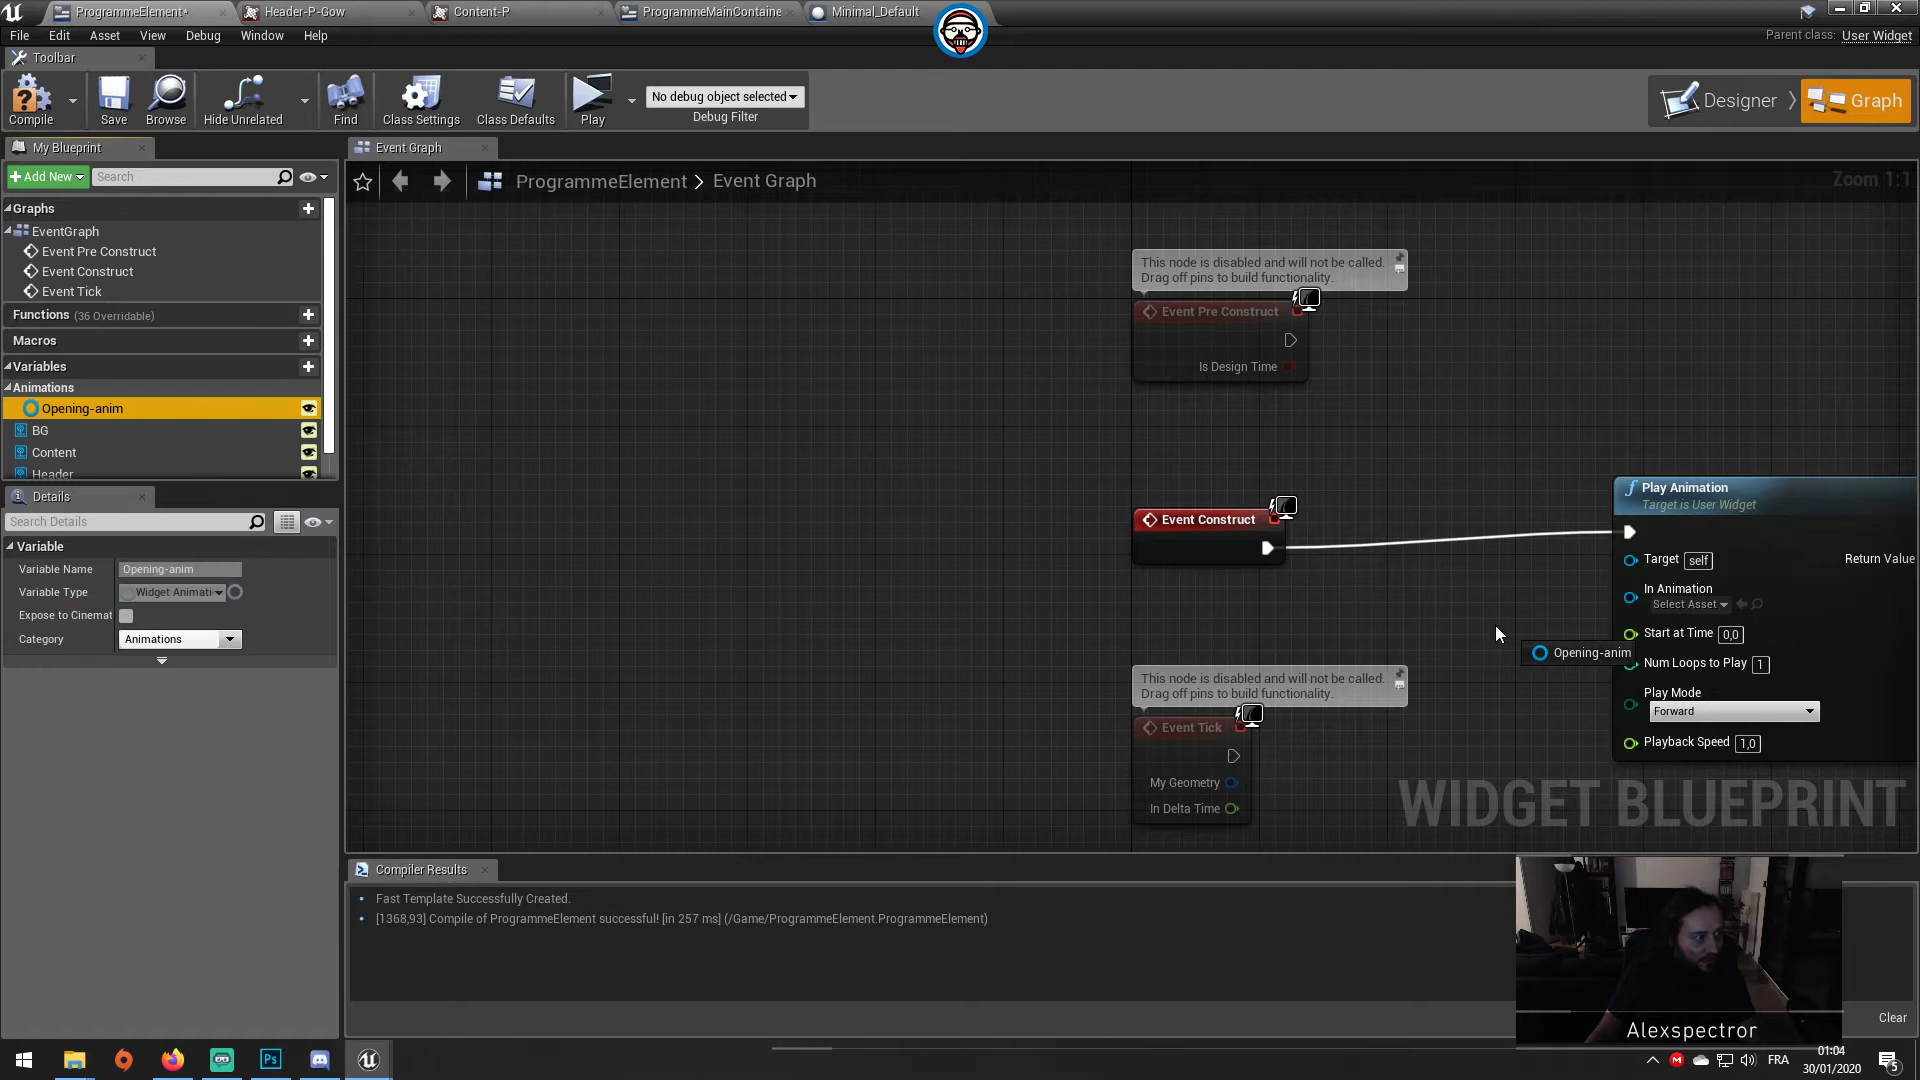 ProgrammeElement*
Header-P-Gow
Content-P
ProgrammeMainContaine
Minimal_Default
File
Edit
Asset
View
Debug
Window
Help
Parent class: User Widget
Toolbar
Compile
Save
Browse
Hide Unrelated
Find
Class Settings
Class Defaults
Play
No debug object selected
Debug Filter
Designer
Graph
My Blueprint
Event Graph
Add New
Search
ProgrammeElement > Event Graph
Zoom 1:1
Graphs
EventGraph
Event Pre Construct
Event Construct
Event Tick
Functions (36 Overridable)
Macros
Variables
Animations
Opening-anim
BG
Content
Header
Details
Search Details
Variable
Variable Name Opening-anim
Variable Type Widget Animati
Expose to Cinemat
Category Animations
This node is disabled and will not be called.
Drag off pins to build functionality.
Event Pre Construct
Is Design Time
Event Construct
This node is disabled and will not be called.
Drag off pins to build functionality.
Event Tick
My Geometry
In Delta Time
Play Animation
Target is User Widget
Target self
Return Value
In Animation
Select Asset
Start at Time 0,0
Opening-anim
Num Loops to Play 1
Play Mode
Forward
Playback Speed 1,0
WIDGET BLUEPRINT
Compiler Results
Fast Template Successfully Created.
[1368,93] Compile of ProgrammeElement successful! [in 257 ms] (/Game/ProgrammeElement.ProgrammeElement)
Clear
Alexspectror
Ps
FRA
01:04
30/01/2020
5